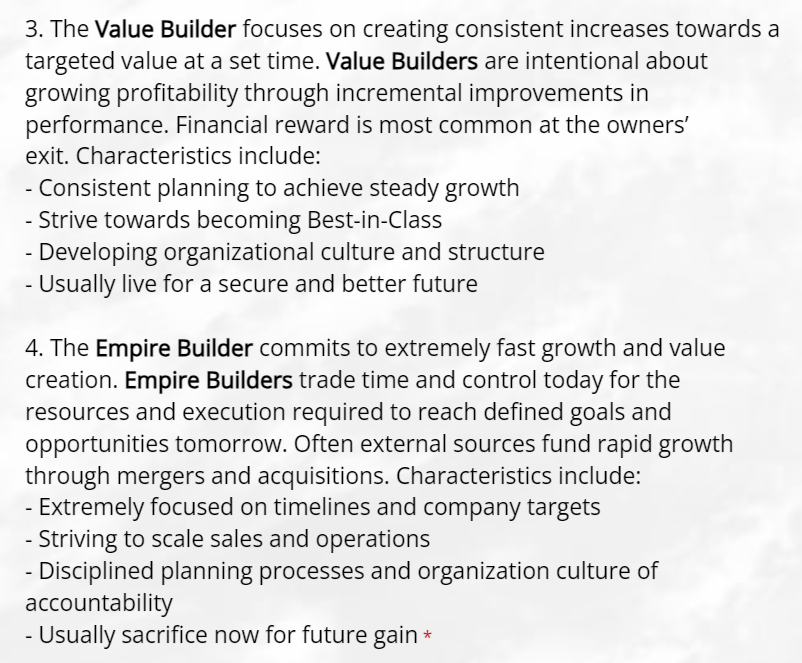 3. The Value Builder focuses on creating consistent increases towards a
targeted value at a set time. Value Builders are intentional about
growing profitability through incremental improvements in
performance. Financial reward is most common at the owners’
exit. Characteristics include:
- Consistent planning to achieve steady growth
- Strive towards becoming Best-in-Class
- Developing organizational culture and structure
- Usually live for a secure and better future
4. The Empire Builder commits to extremely fast growth and value
creation. Empire Builders trade time and control today for the
resources and execution required to reach defined goals and
opportunities tomorrow. Often external sources fund rapid growth
through mergers and acquisitions. Characteristics include:
- Extremely focused on timelines and company targets
- Striving to scale sales and operations
- Disciplined planning processes and organization culture of
accountability
- Usually sacrifice now for future gain *